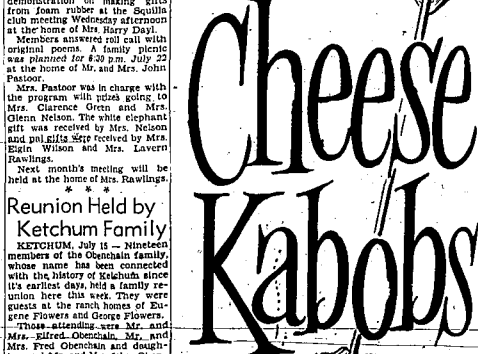 demonstration on making gifts
from foam rubber at the Squilla
club meeting Wednesday afternoon
at the home of Mrs. Harry Dayl.
Members answered roll call with
original poems. A family picnic
was planned for 6:30 p.m. July 22
at the home of Mr. and Mrs. John
Pastoor.
Mrs. Pastoor was in charge with
the program with prizes going to
Mrs. Clarence Green and Mrs.
Glenn Nelson. The white elephant
gift was received by Mrs. Nelson
and pal gifts were received by Mrs.
Elgin Wilson and Mrs. Lavern
Rawlings.
Next month's meeting will be
held at the home of Mrs. Rawlings.
* * *
Reunion Held by
Ketchum Family
KETCHUM, July 15 — Nineteen
members of the Obenchain family,
whose name has been connected
with the history of Ketchum since
it's earliest days, held a family re-
union here this week. They were
guests at the ranch homes of Eu-
gene Flowers and George Flowers.
Those attending were Mr. and
Mrs. Elfred Obenchain, Mr. and
Mrs. Fred Obenchain and daugh-
Cheese
Kabobs